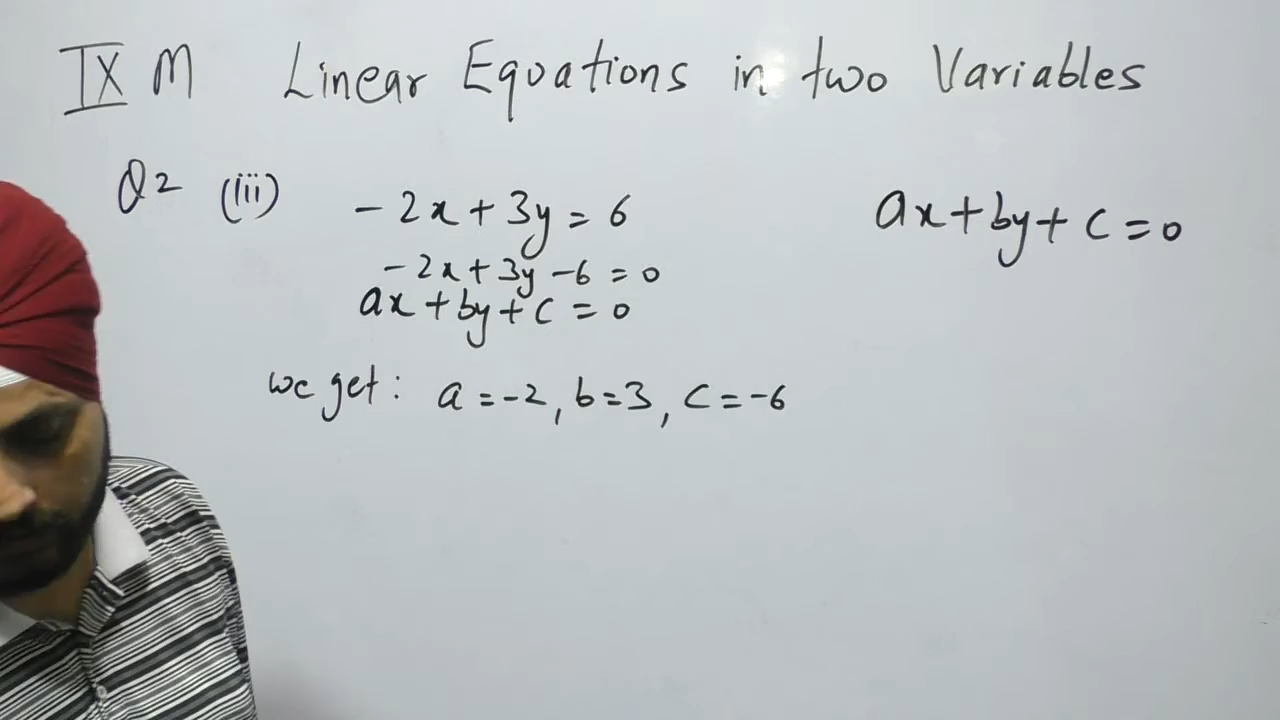 IX M Linear Equations in two Variables
Q2 (iii) -2x + 3y = 6
ax + by + c = 0
-2x + 3y - 6 = 0
ax + by + c = 0
we get: a = -2, b = 3, c = -6